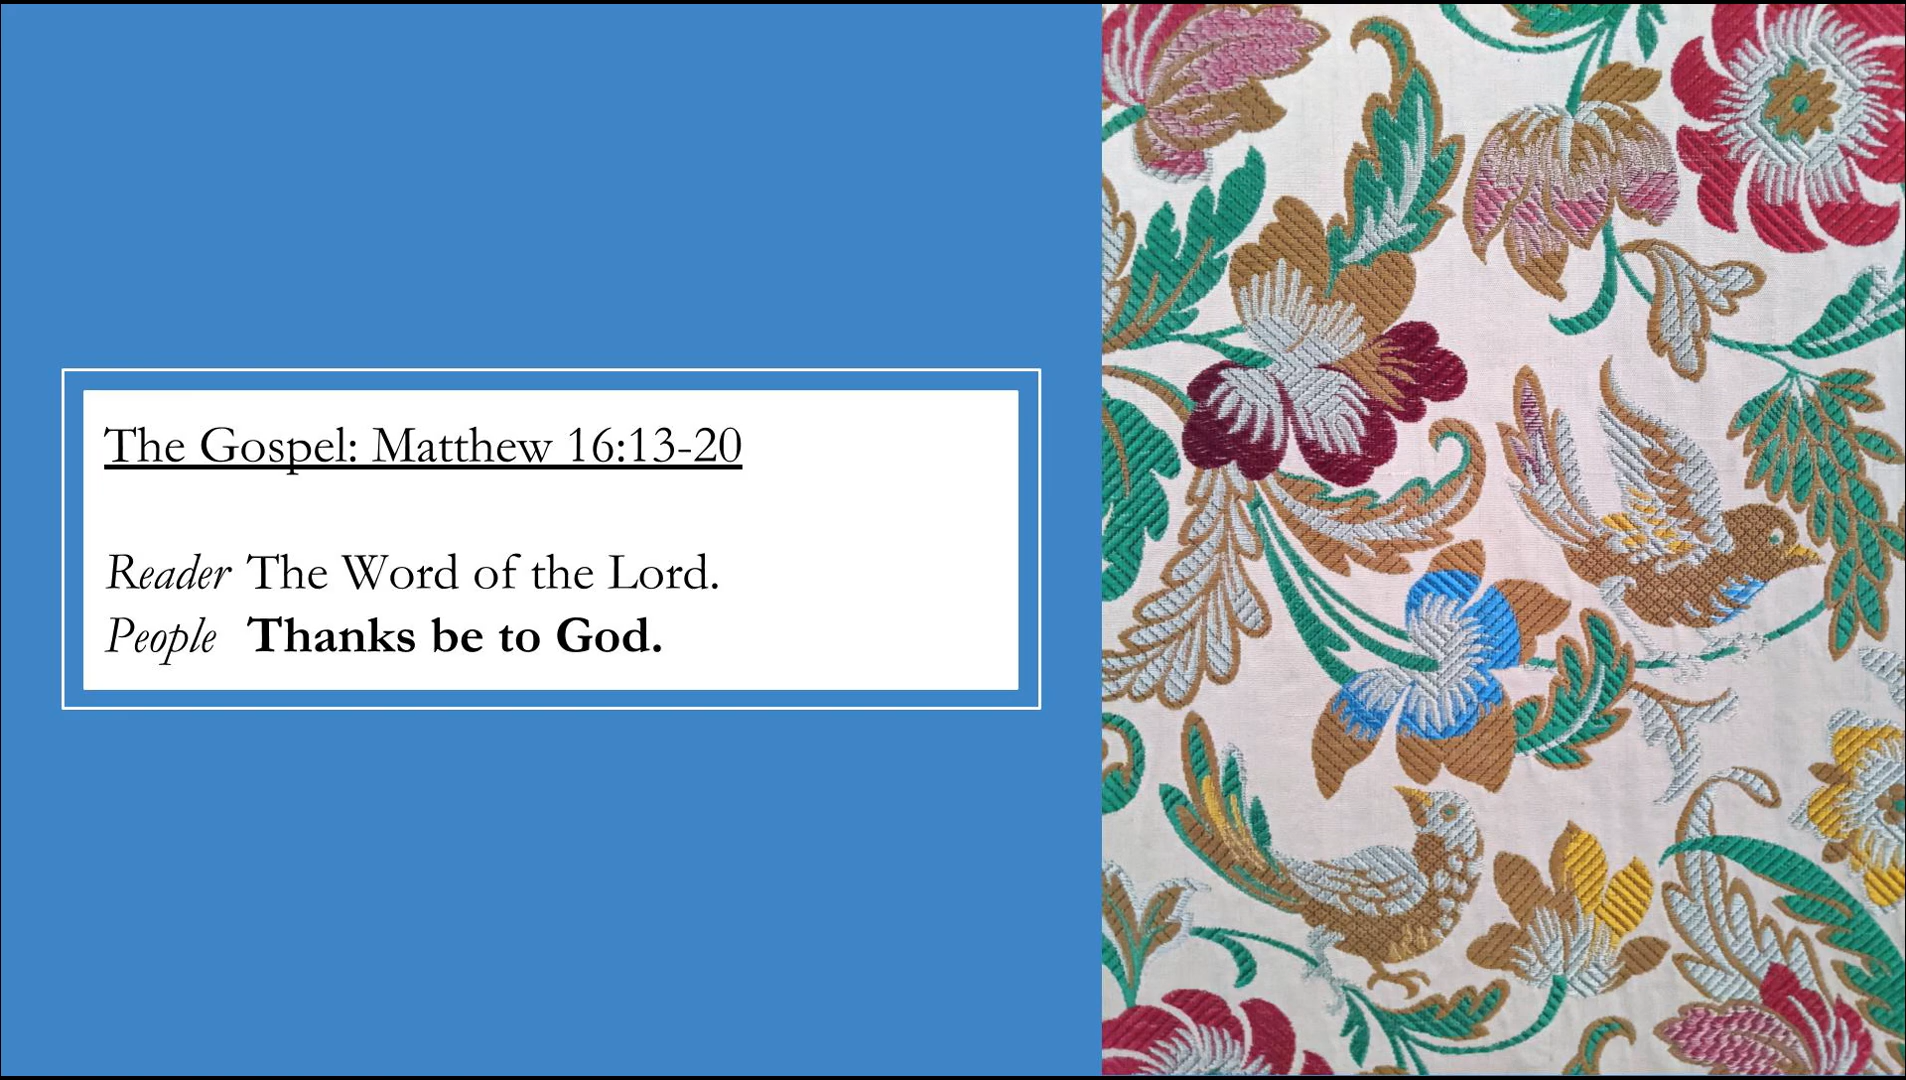 The Gospel: Matthew 16:13-20
Reader The Word of the Lord.
People Thanks be to God.